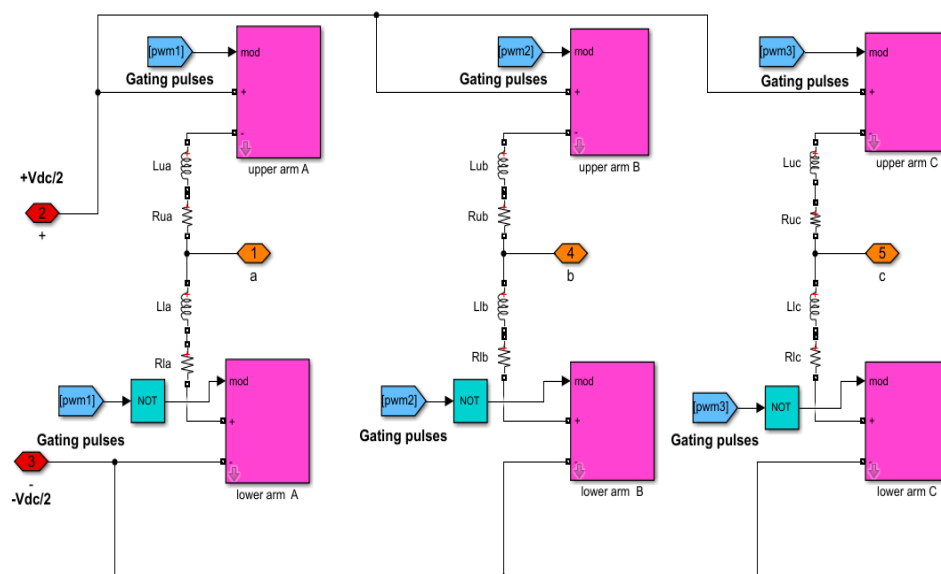 [pwm1]
mod
Gating pulses
+
-
upper arm A
[pwm2]
mod
Gating pulses
+
-
upper arm B
[pwm3]
mod
Gating pulses
+
-
upper arm C
Lua
Lub
Luc
+Vdc/2
2
+
Rua
Rub
Ruc
1
a
4
b
5
c
Lla
Llb
Llc
Rla
Rlb
Rlc
[pwm1]
NOT
mod
Gating pulses
+
-
lower arm A
[pwm2]
NOT
mod
Gating pulses
+
-
lower arm B
[pwm3]
NOT
mod
Gating pulses
+
-
lower arm C
3
-
-Vdc/2